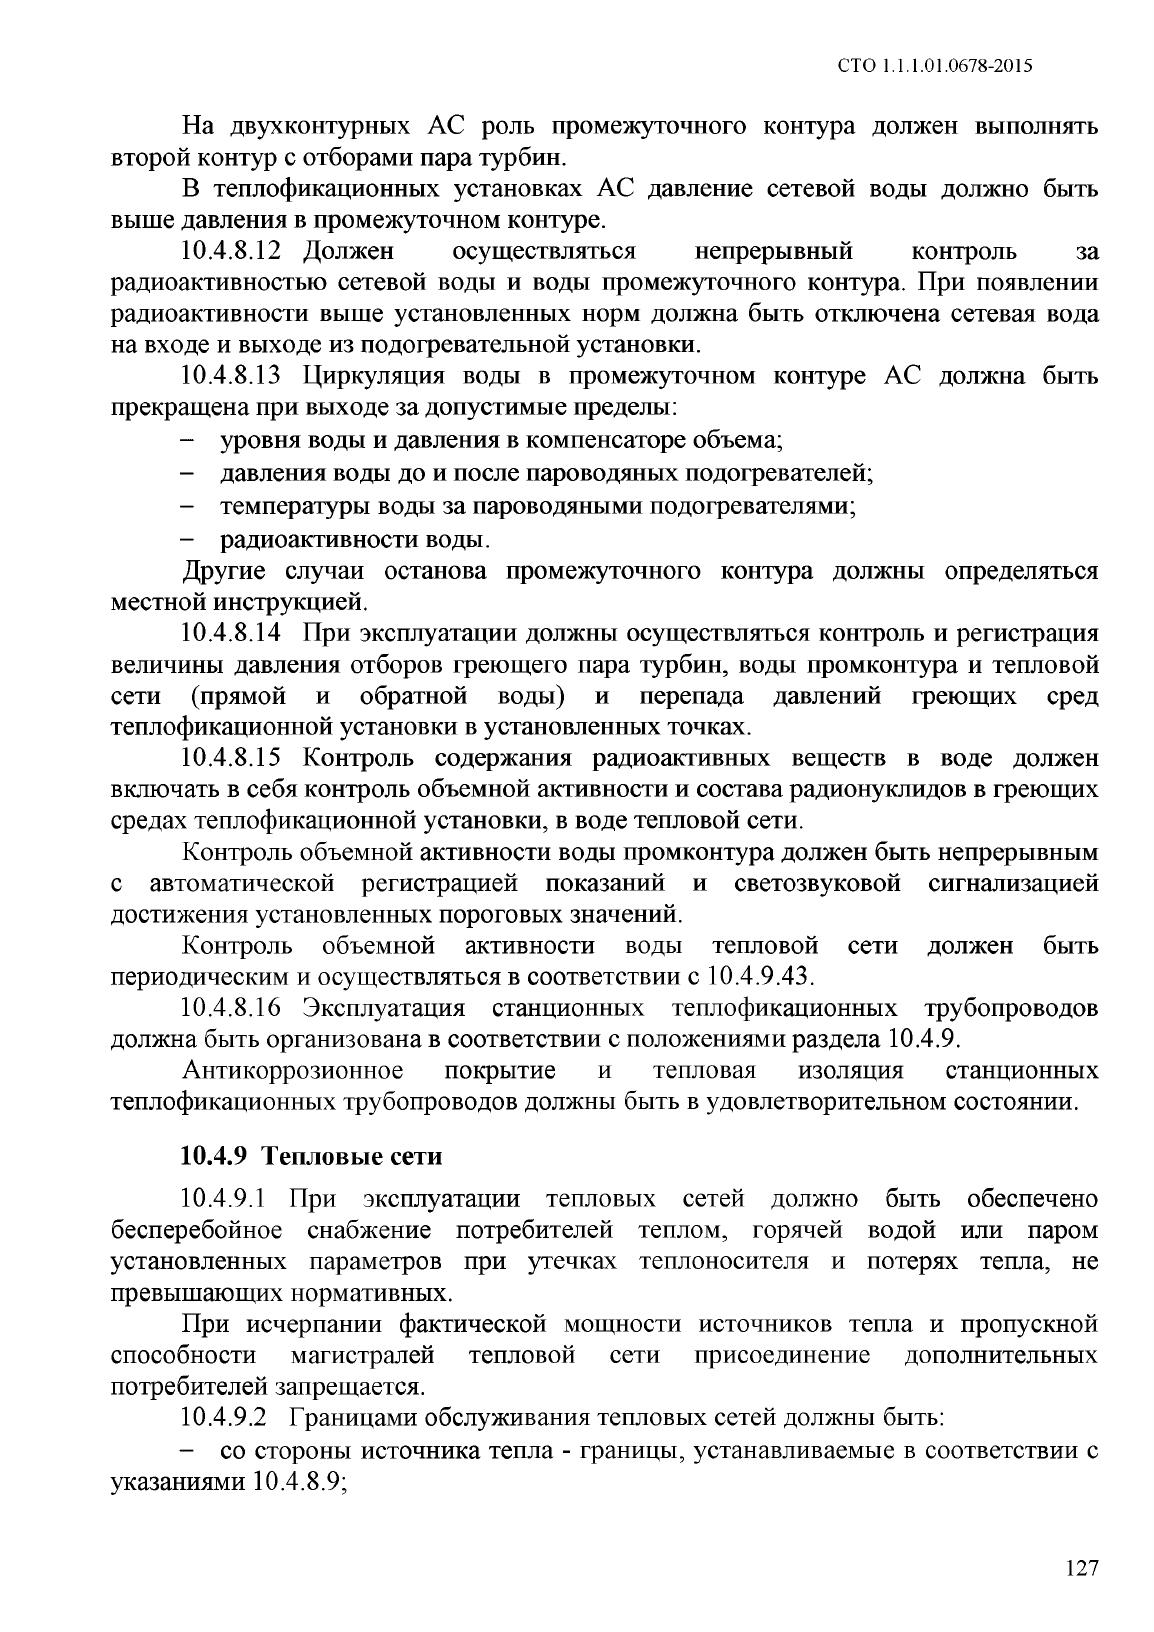 СТО 1.1.1.01.0678-2015
На двухконтурных АС роль промежуточного контура должен выполнять
второй контур с отборами пара турбин.
В теплофикационных установках АС давление сетевой воды должно быть
выше давления в промежуточном контуре.
10.4.8.12 Должен осуществляться непрерывный контроль за
радиоактивностью сетевой воды и воды промежуточного контура. При появлении
радиоактивности выше установленных норм должна быть отключена сетевая вода
на входе и выходе из подогревательной установки.
10.4.8.13 Циркуляция воды в промежуточном контуре АС должна быть
прекращена при выходе за допустимые пределы:
− уровня воды и давления в компенсаторе объема;
− давления воды до и после пароводяных подогревателей;
− температуры воды за пароводяными подогревателями;
− радиоактивности воды.
Другие случаи останова промежуточного контура должны определяться
местной инструкцией.
10.4.8.14 При эксплуатации должны осуществляться контроль и регистрация
величины давления отборов греющего пара турбин, воды промконтура и тепловой
сети (прямой и обратной воды) и перепада давлений греющих сред
теплофикационной установки в установленных точках.
10.4.8.15 Контроль содержания радиоактивных веществ в воде должен
включать в себя контроль объемной активности и состава радионуклидов в греющих
средах теплофикационной установки, в воде тепловой сети.
Контроль объемной активности воды промконтура должен быть непрерывным
с автоматической регистрацией показаний и светозвуковой сигнализацией
достижения установленных пороговых значений.
Контроль объемной активности воды тепловой сети должен быть
периодическим и осуществляться в соответствии с 10.4.9.43.
10.4.8.16 Эксплуатация станционных теплофикационных трубопроводов
должна быть организована в соответствии с положениями раздела 10.4.9.
Антикоррозионное покрытие и тепловая изоляция станционных
теплофикационных трубопроводов должны быть в удовлетворительном состоянии.
10.4.9 Тепловые сети
10.4.9.1 При эксплуатации тепловых сетей должно быть обеспечено
бесперебойное снабжение потребителей теплом, горячей водой или паром
установленных параметров при утечках теплоносителя и потерях тепла, не
превышающих нормативных.
При исчерпании фактической мощности источников тепла и пропускной
способности магистралей тепловой сети присоединение дополнительных
потребителей запрещается.
10.4.9.2 Границами обслуживания тепловых сетей должны быть:
− со стороны источника тепла - границы, устанавливаемые в соответствии с
указаниями 10.4.8.9;
127